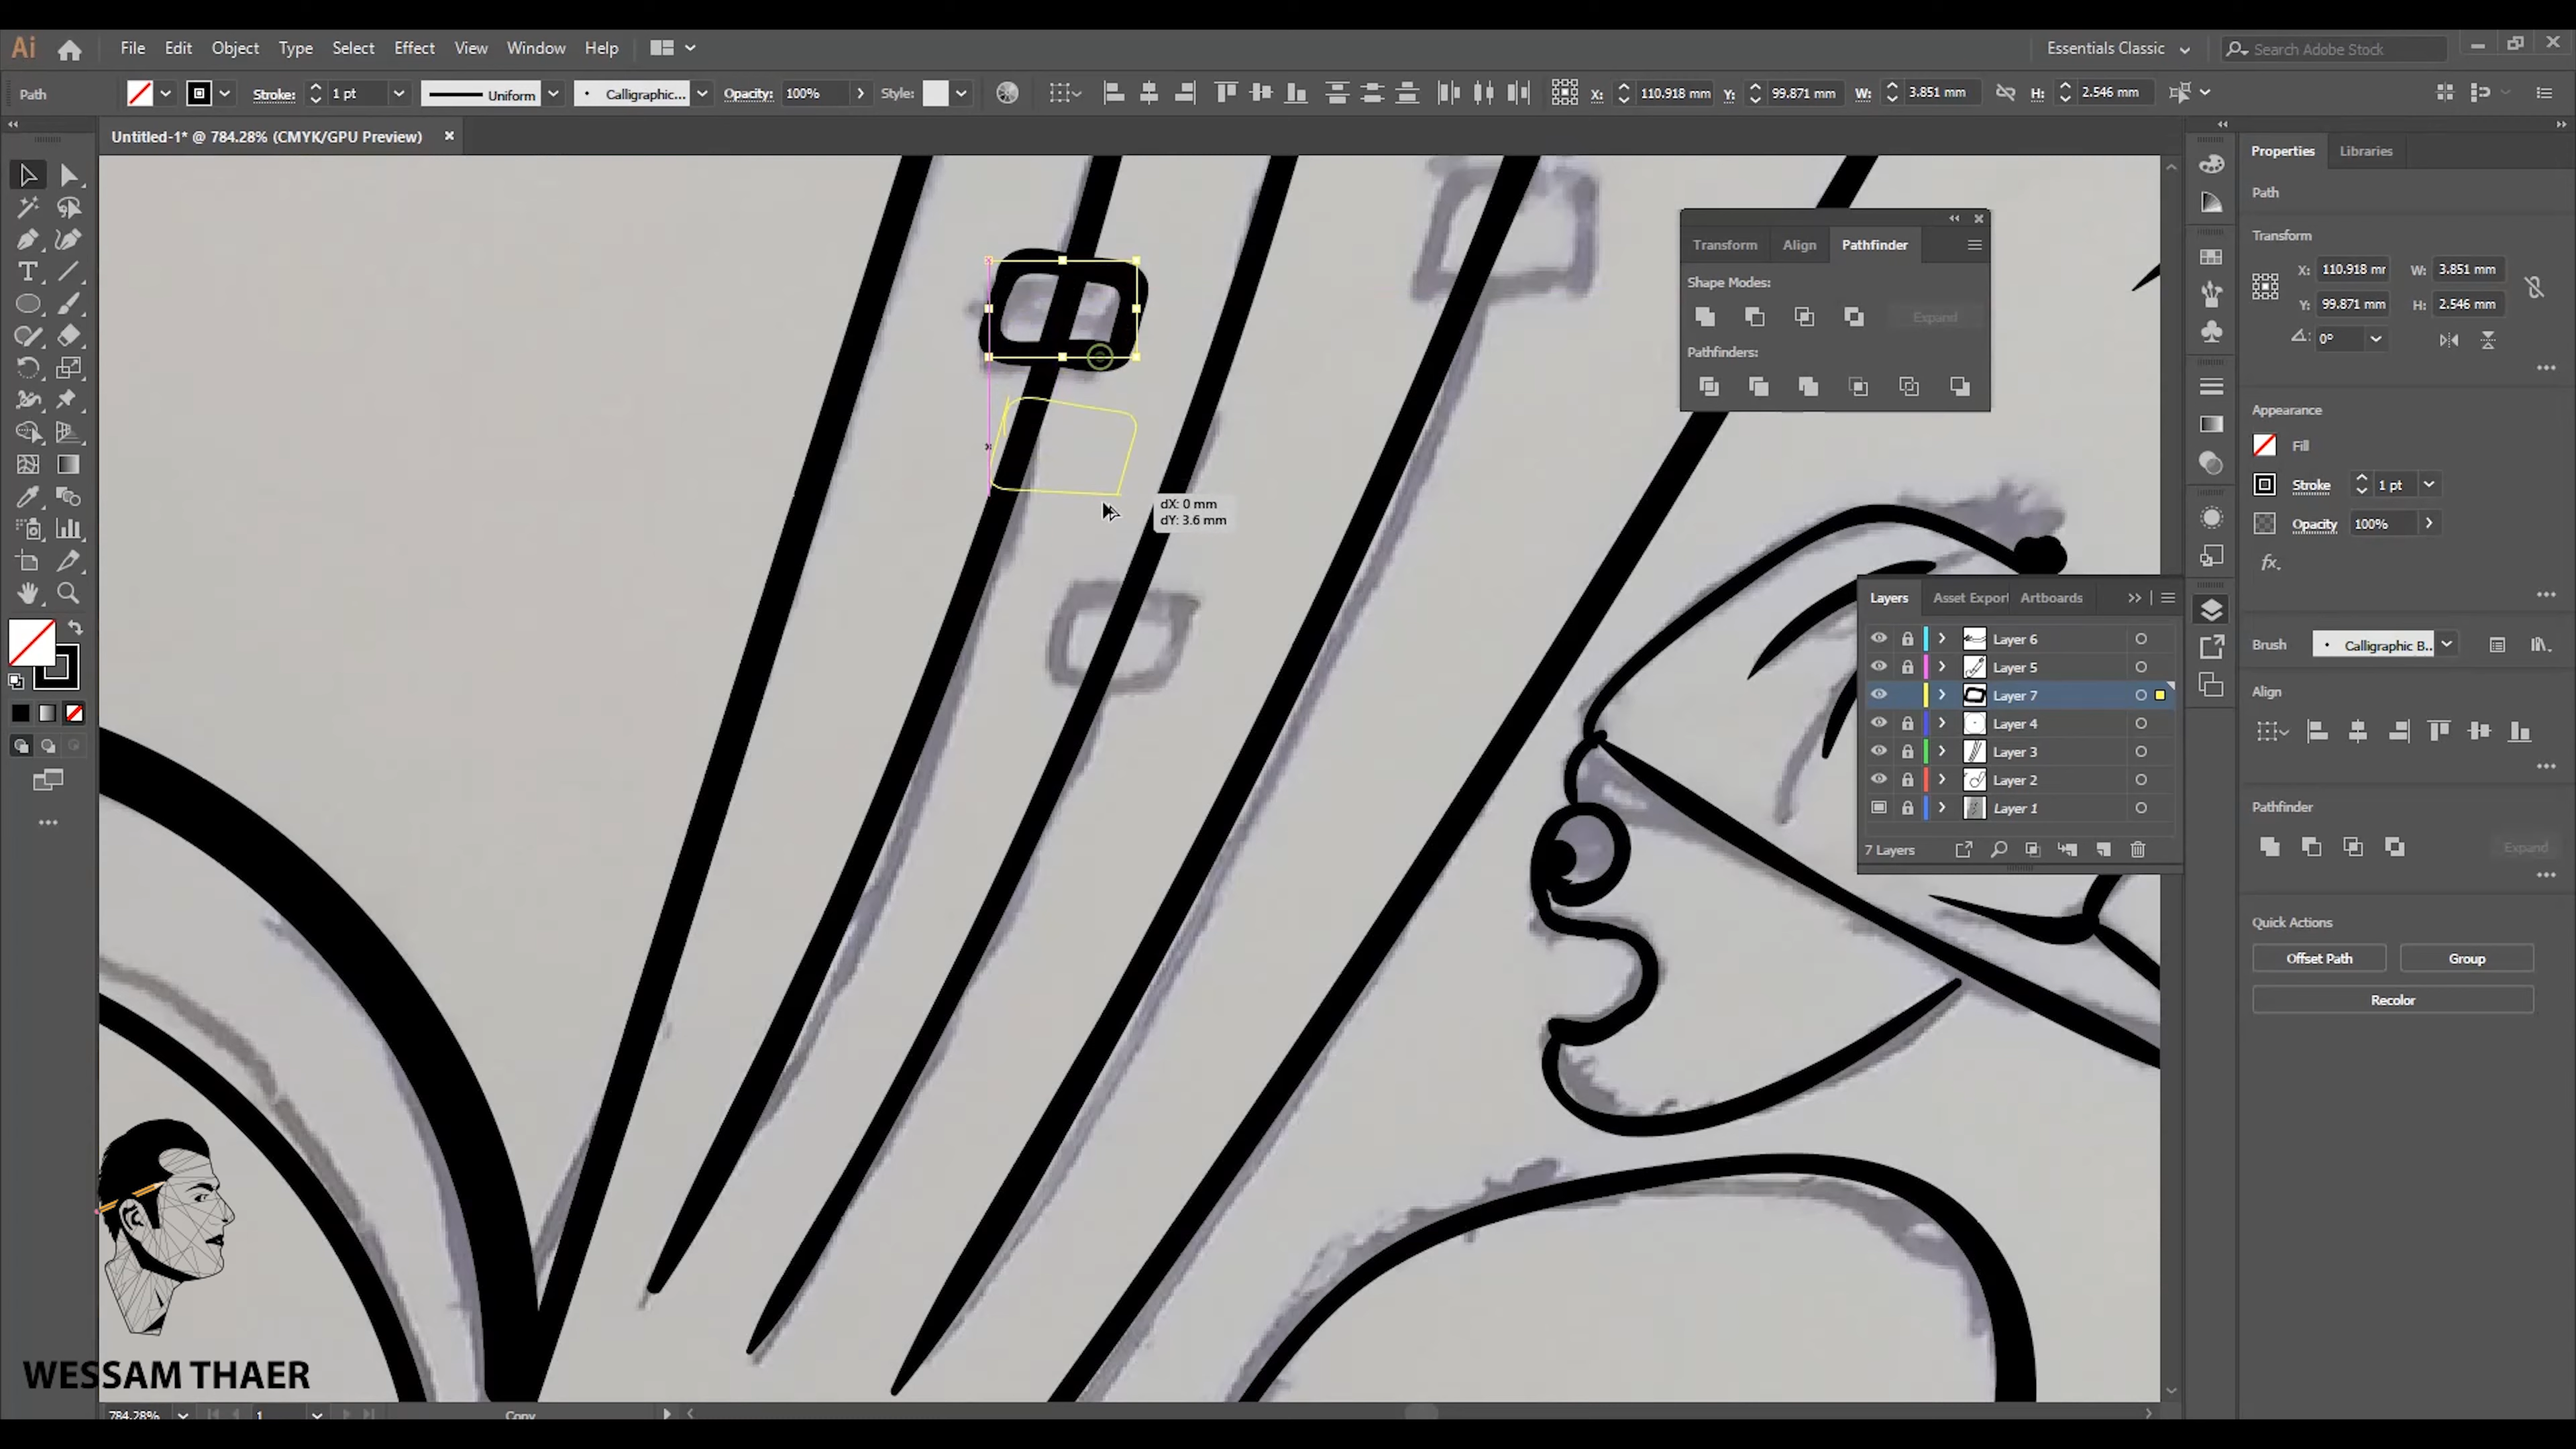 Ai File Edit Object Type Select Effect View Window Help Essentials Classic Search Adobe Stock
Path Stroke: 1 pt Uniform Calligraphic... Opacity: 100% Style: X: 110.918 mm Y: 99.871 mm W: 3.851 mm H: 2.546 mm
Untitled-1* @ 784.28% (CMYK/GPU Preview)
Properties Libraries
Path
Transform
X: 110.918 mr W: 3.851 mm
Y: 99.871 mm H: 2.546 mm
0°
Appearance
Fill
Stroke 1 pt
Opacity 100%
fx.
Brush Calligraphic B..
Align
Pathfinder
Expand
Quick Actions
Offset Path Group
Recolor
Transform Align Pathfinder
Shape Modes:
Expand
Pathfinders:
dX: 0 mm
dY: 3.6 mm
Layers Asset Export Artboards
Layer 6
Layer 5
Layer 7
Layer 4
Layer 3
Layer 2
Layer 1
7 Layers
WESSAM THAER
784.28% 1 Copy